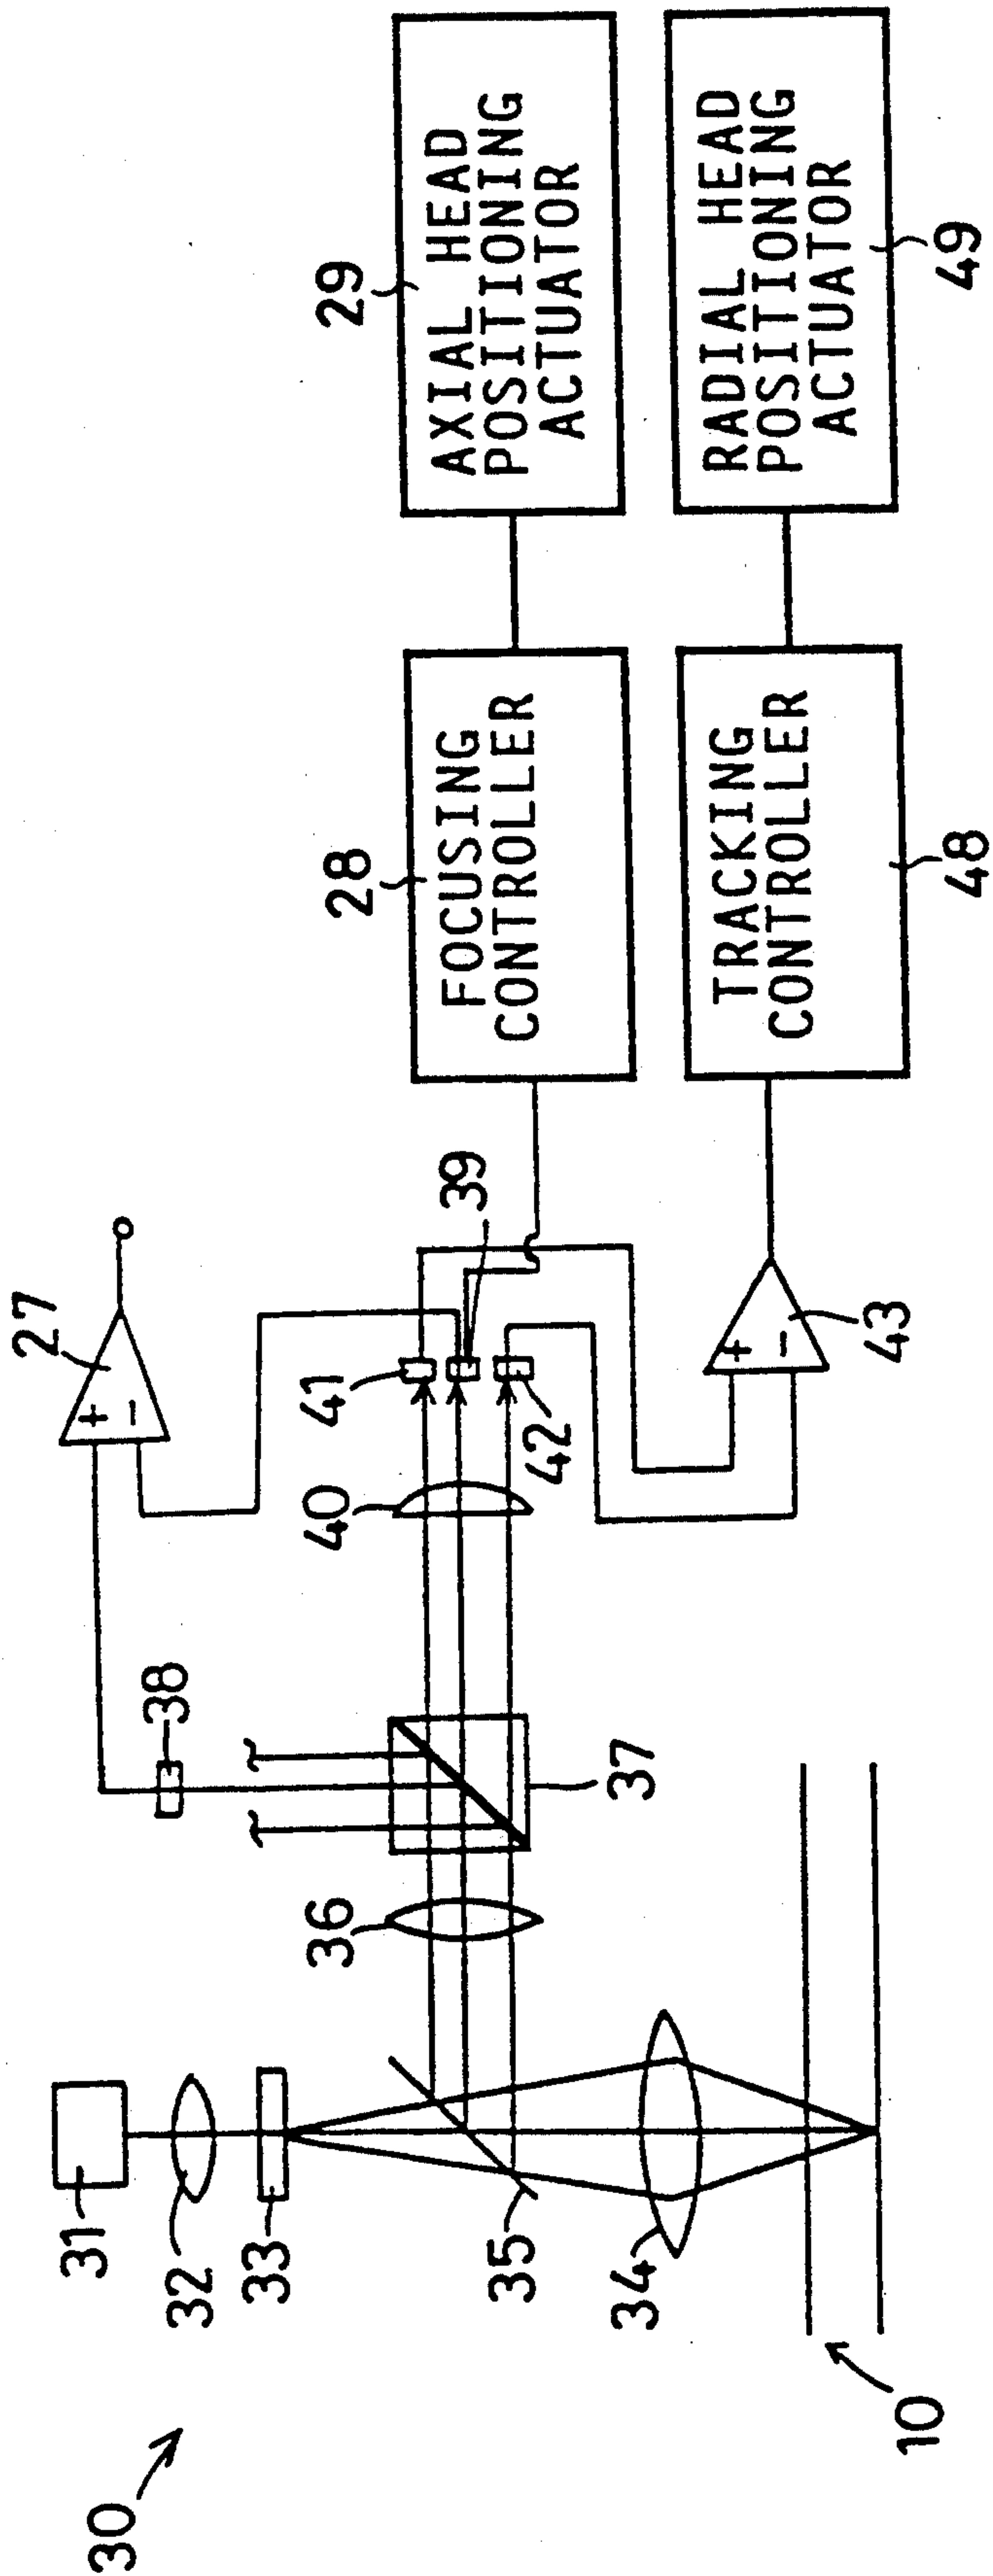 30
31
32
33
35
34
10
36
37
38
27
40
41
39
42
43
28
FOCUSING
CONTROLLER
TRACKING
CONTROLLER
48
29
AXIAL HEAD
POSITIONING
ACTUATOR
RADIAL HEAD
POSITIONING
ACTUATOR
49
+
−
+
−